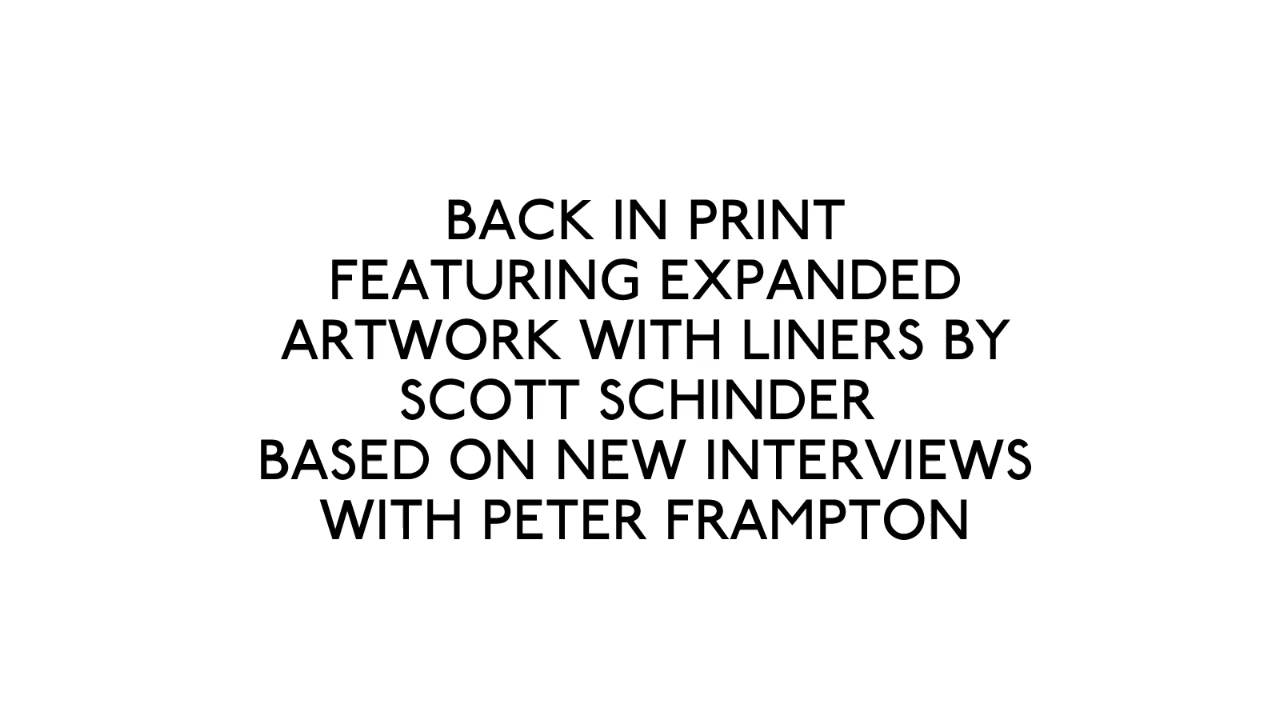 BACK IN PRINT
FEATURING EXPANDED
ARTWORK WITH LINERS BY
SCOTT SCHINDER
BASED ON NEW INTERVIEWS
WITH PETER FRAMPTON